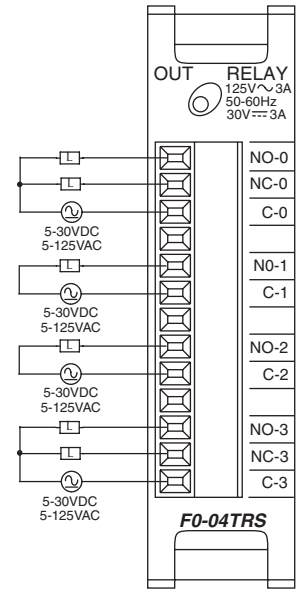 OUT RELAY
125V～3A
50-60Hz
30V⎓3A
NO-0
L
NC-0
L
C-0
5-30VDC
5-125VAC
N0-1
L
C-1
5-30VDC
5-125VAC
NO-2
L
C-2
5-30VDC
5-125VAC
NO-3
L
NC-3
L
C-3
5-30VDC
5-125VAC
F0-04TRS